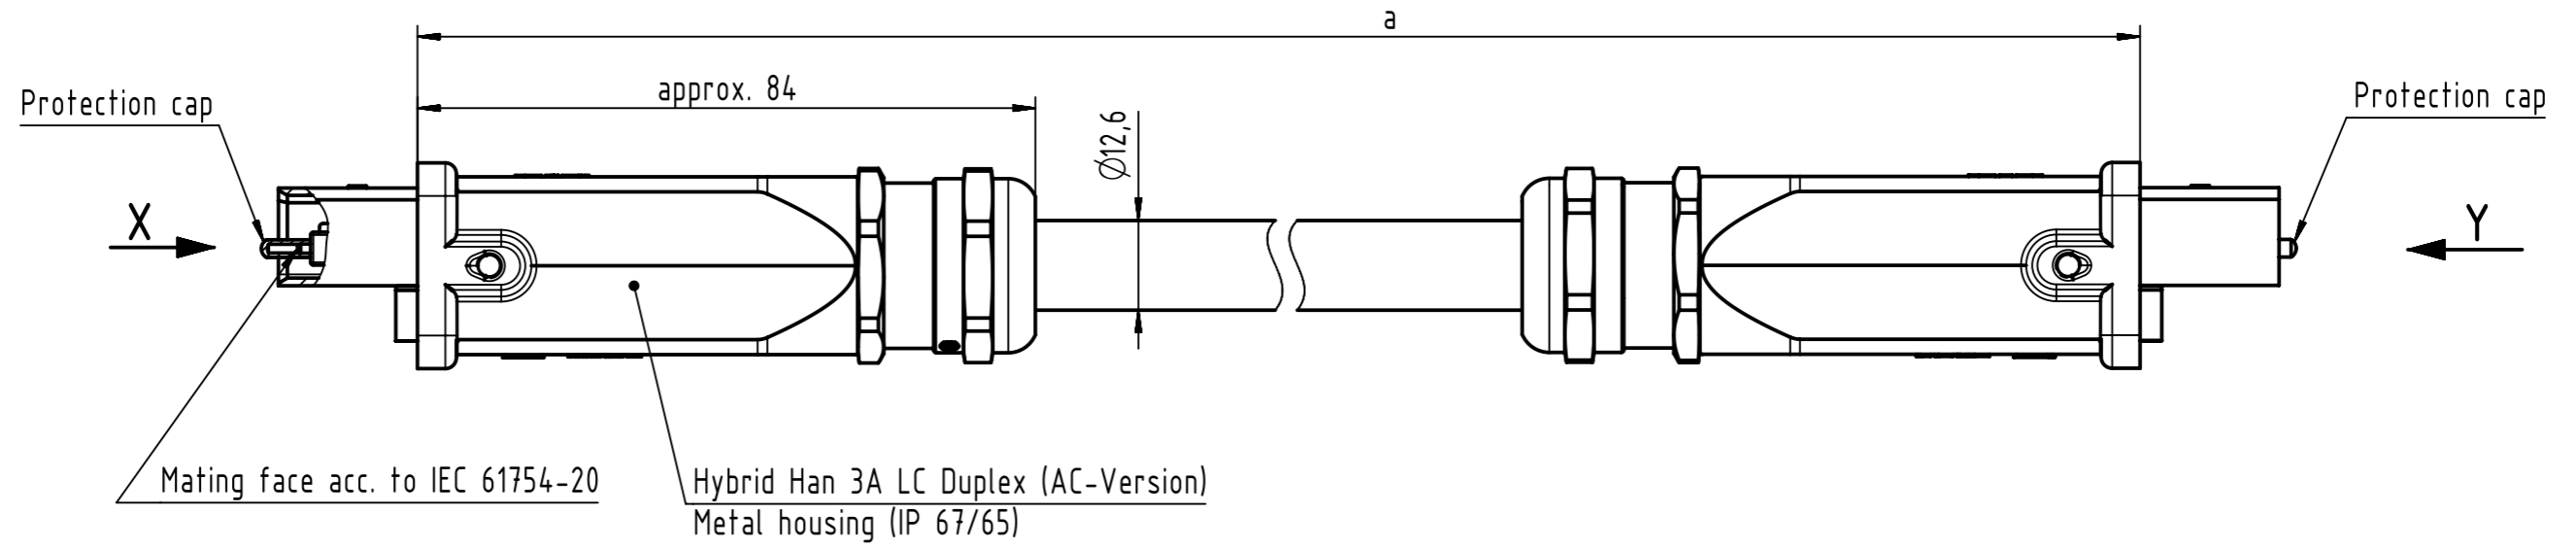 a
approx. 84
Protection cap
Ø12,6
Protection cap
X
Y
Mating face acc. to IEC 61754-20
Hybrid Han 3A LC Duplex (AC-Version)
Metal housing (IP 67/65)